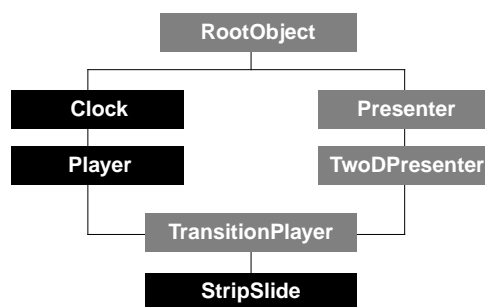 RootObject
Clock
Presenter
Player
TwoDPresenter
TransitionPlayer
StripSlide